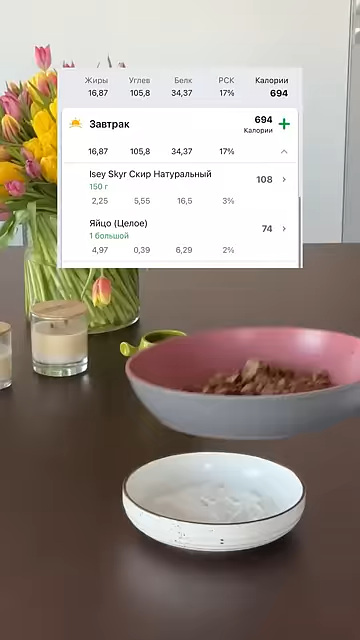 Жиры Углев Белк РСК Калории
16,87 105,8 34,37 17% 694
Завтрак 694 Калории
16,87 105,8 34,37 17%
Isey Skyr Скир Натуральный 108
150 г
2,25 5,55 16,5 3%
Яйцо (Целое) 74
1 большой
4,97 0,39 6,29 2%